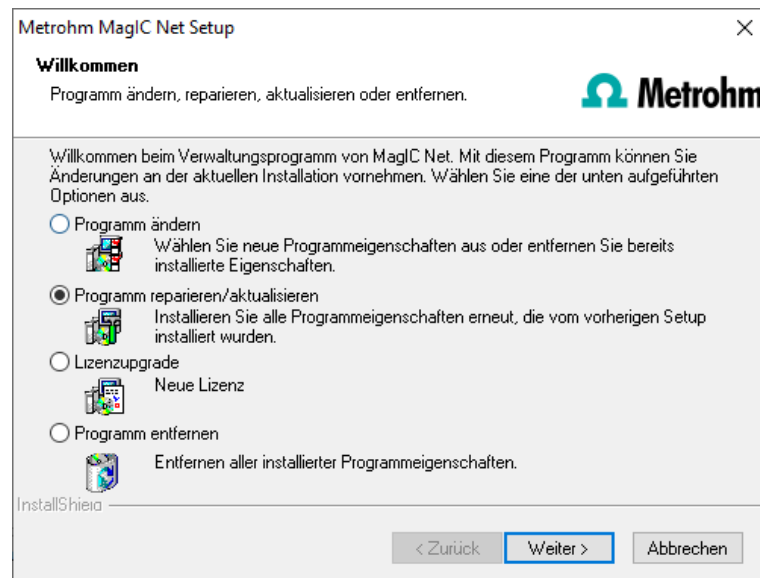 Metrohm MagIC Net Setup
Willkommen
Programm ändern, reparieren, aktualisieren oder entfernen.
Metrohm
Willkommen beim Verwaltungsprogramm von MagIC Net. Mit diesem Programm können Sie
Änderungen an der aktuellen Installation vornehmen. Wählen Sie eine der unten aufgeführten
Optionen aus.
Programm ändern
Wählen Sie neue Programmeigenschaften aus oder entfernen Sie bereits
installierte Eigenschaften.
Programm reparieren/aktualisieren
Installieren Sie alle Programmeigenschaften erneut, die vom vorherigen Setup
installiert wurden.
Lizenzupgrade
Neue Lizenz
Programm entfernen
Entfernen aller installierter Programmeigenschaften.
InstallShield
< Zurück
Weiter >
Abbrechen